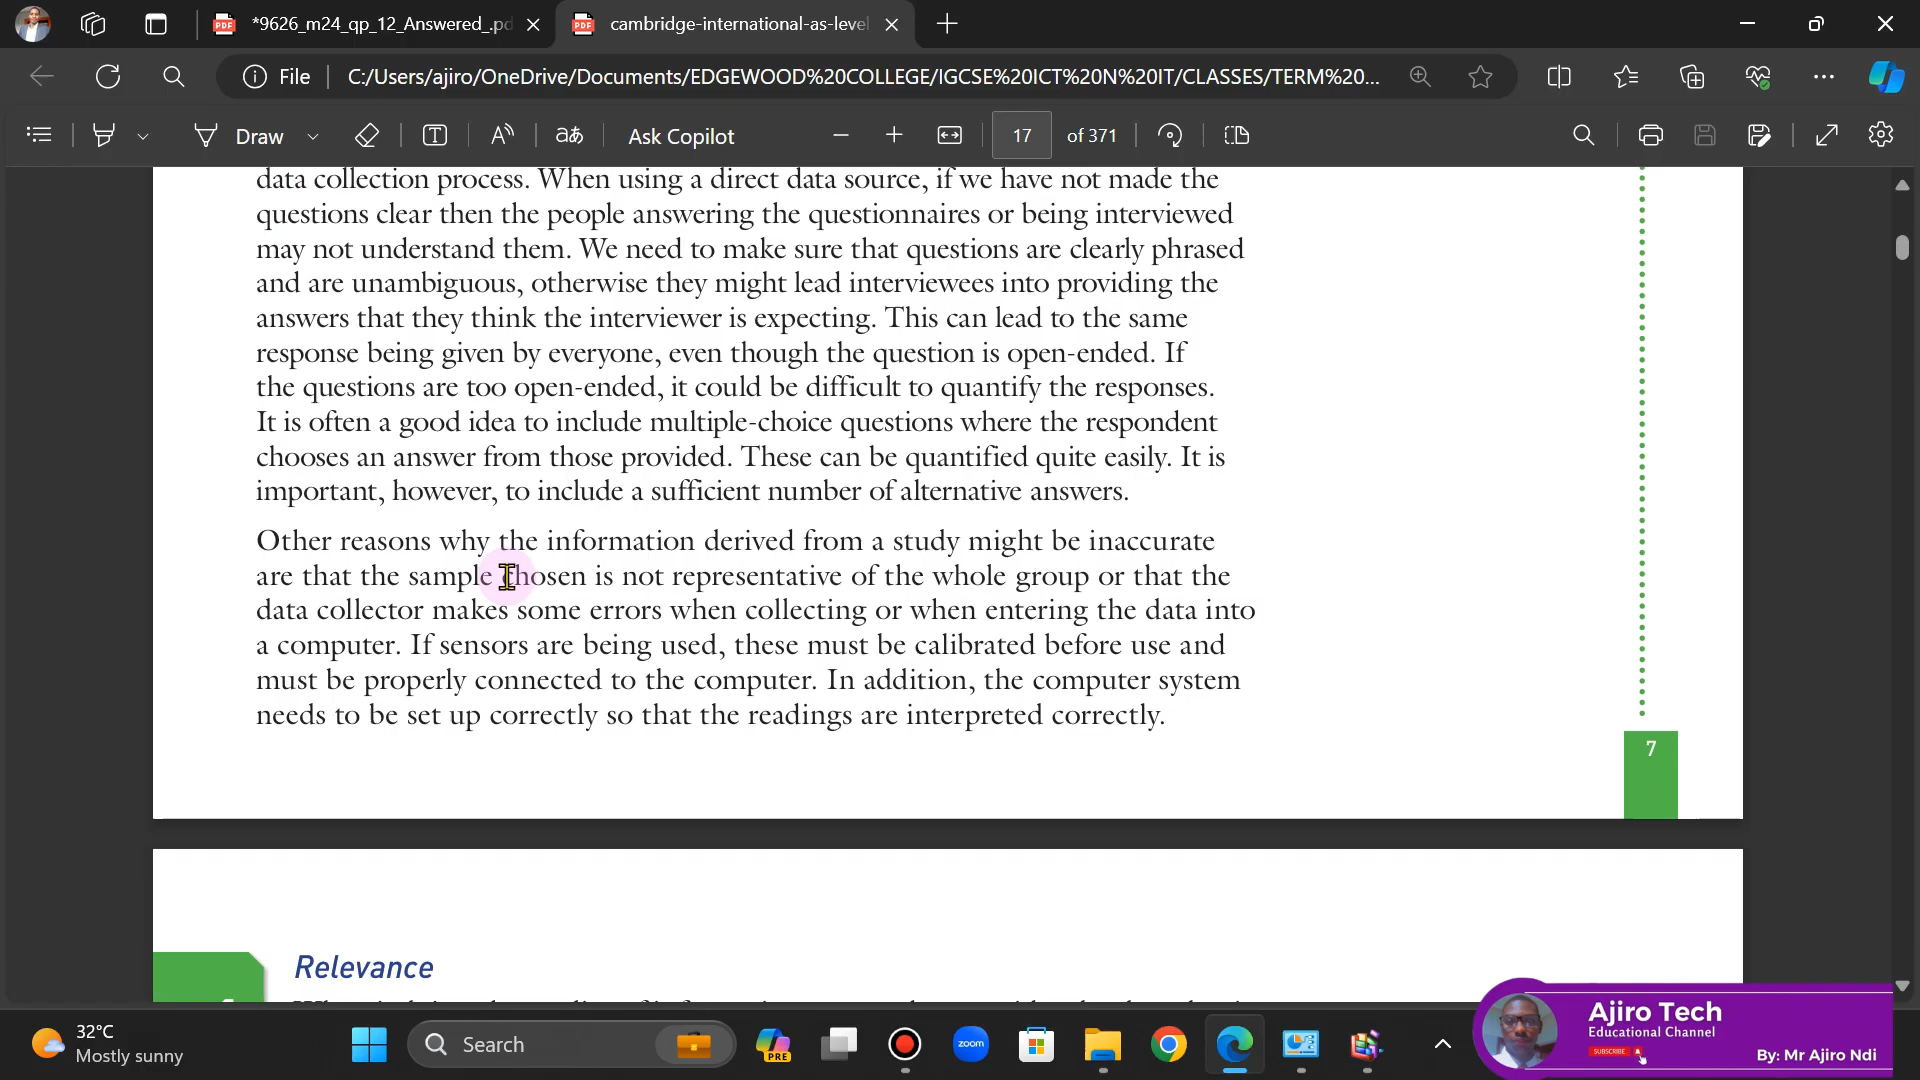 *9626_m24_qp_12_Answered_.pd
cambridge-international-as-level
File
C:/Users/ajiro/OneDrive/Documents/EDGEWOOD%20COLLEGE/IGCSE%20ICT%20N%20IT/CLASSES/TERM%20...
Draw
Ask Copilot
17 of 371
data collection process. When using a direct data source, if we have not made the
questions clear then the people answering the questionnaires or being interviewed
may not understand them. We need to make sure that questions are clearly phrased
and are unambiguous, otherwise they might lead interviewees into providing the
answers that they think the interviewer is expecting. This can lead to the same
response being given by everyone, even though the question is open-ended. If
the questions are too open-ended, it could be difficult to quantify the responses.
It is often a good idea to include multiple-choice questions where the respondent
chooses an answer from those provided. These can be quantified quite easily. It is
important, however, to include a sufficient number of alternative answers.
Other reasons why the information derived from a study might be inaccurate
are that the sample chosen is not representative of the whole group or that the
data collector makes some errors when collecting or when entering the data into
a computer. If sensors are being used, these must be calibrated before use and
must be properly connected to the computer. In addition, the computer system
needs to be set up correctly so that the readings are interpreted correctly.
7
Relevance
Ajiro Tech
Educational Channel
SUBSCRIBE
By: Mr Ajiro Ndi
32°C
Mostly sunny
Search
PRE
zoom